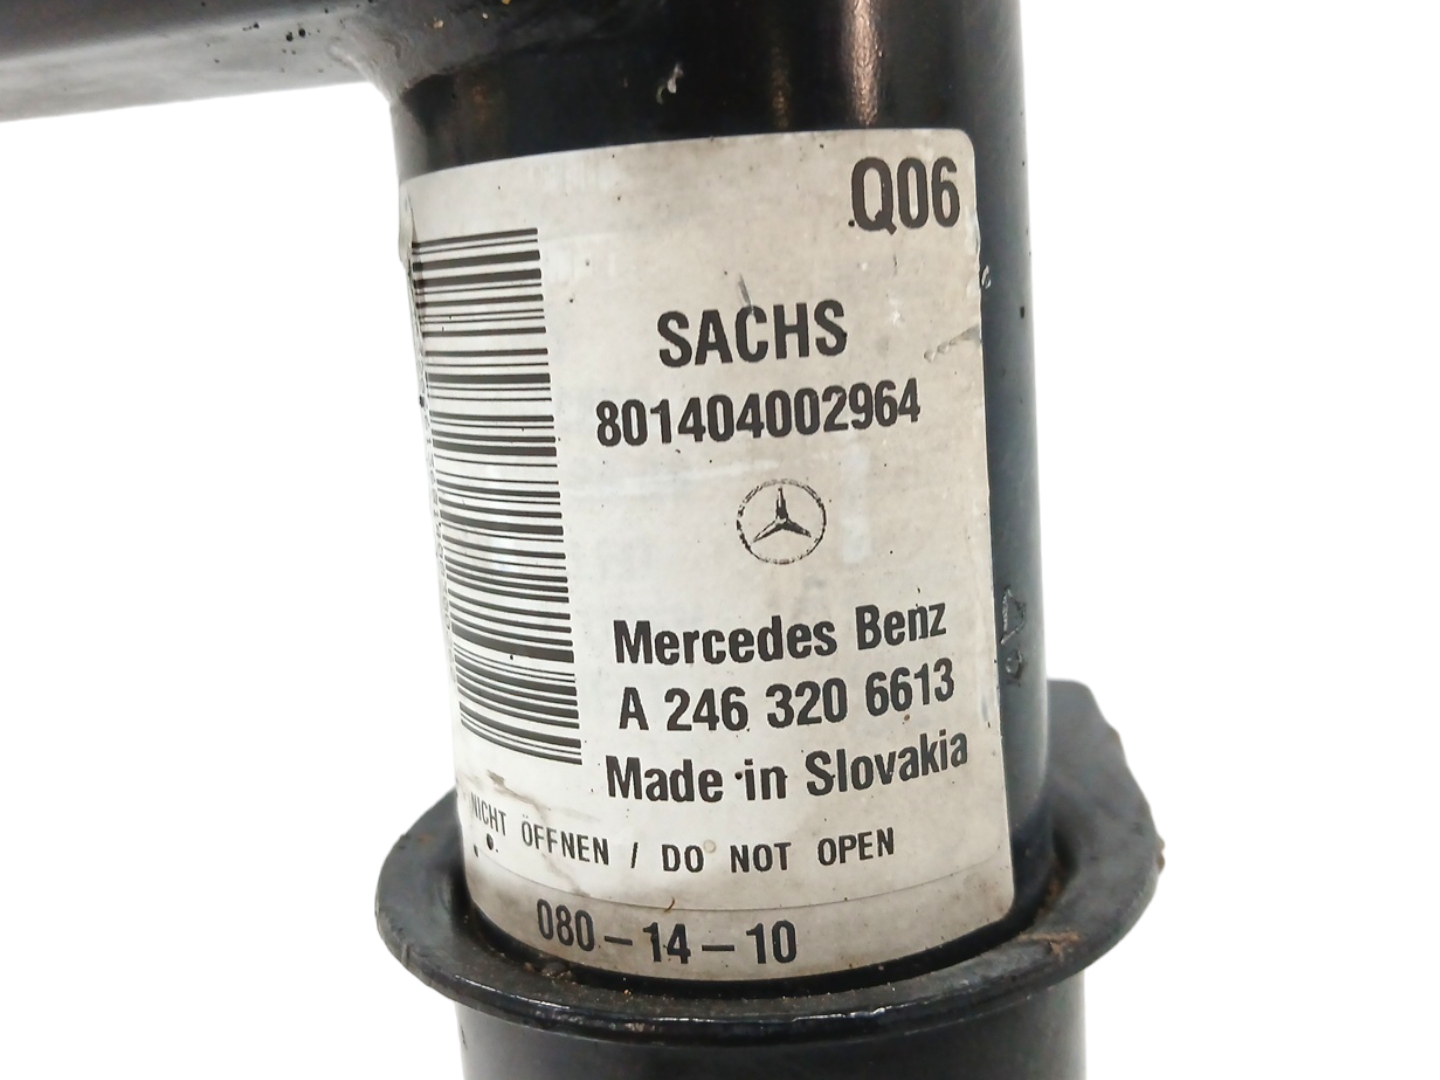 Q06
SACHS
801404002964
Mercedes Benz
A 246 320 6613
Made in Slovakia
NICHT ÖFFNEN / DO NOT OPEN
080-14-10